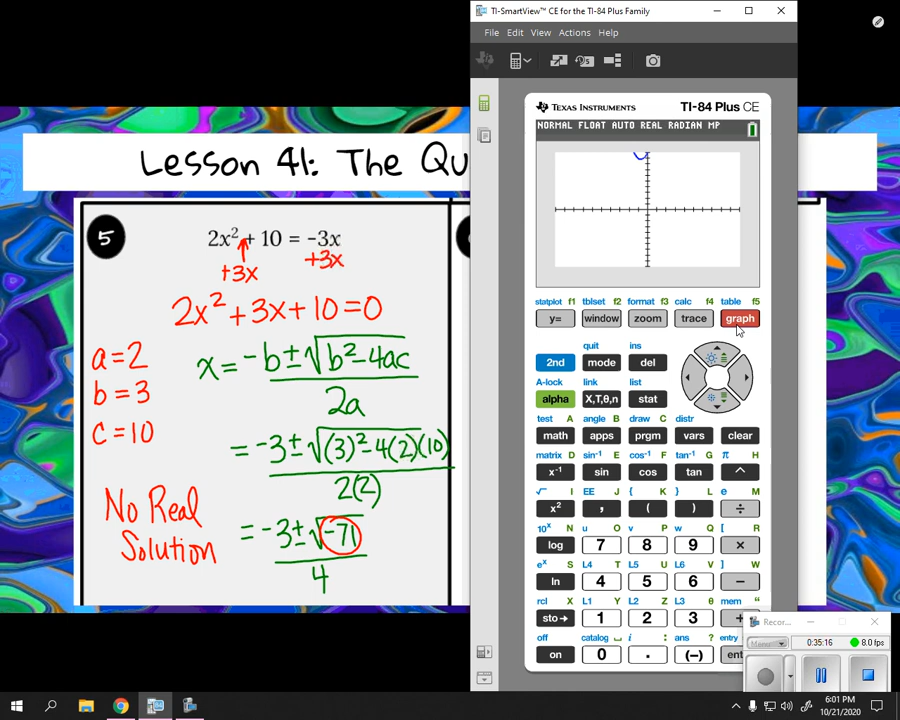 TI-SmartView™ CE for the TI-84 Plus Family
File Edit View Actions Help
Lesson 41: The Qu
5
2x² + 10 = -3x
+3x +3x
2x² + 3x + 10 = 0
a = 2
b = 3
c = 10
x = -b ± √b² - 4ac
2a
= -3 ± √(3)² - 4(2)(10)
2(2)
= -3 ± √-71
4
No Real
Solution
TEXAS INSTRUMENTS TI-84 Plus CE
NORMAL FLOAT AUTO REAL RADIAN MP
statplot f1 tblset f2 format f3 calc f4 table f5
y= window zoom trace graph
quit ins
2nd mode del
A-lock link list
alpha X,T,θ,n stat
test A angle B draw C distr
math apps prgm vars clear
matrix D sin⁻¹ E cos⁻¹ F tan⁻¹ G π H
x⁻¹ sin cos tan ^
√ I EE J { K } L e M
x² , ( ) ÷
10ˣ N u O v P w Q [ R
log 7 8 9 ×
eˣ S L4 T L5 U L6 V ] W
ln 4 5 6 −
rcl X L1 Y L2 Z L3 θ mem "
sto→ 1 2 3 +
off catalog i : ans ? entry
on 0 . (−) ent
Recor...
Menu
0:35:16 8.0 fps
6:01 PM
10/21/2020